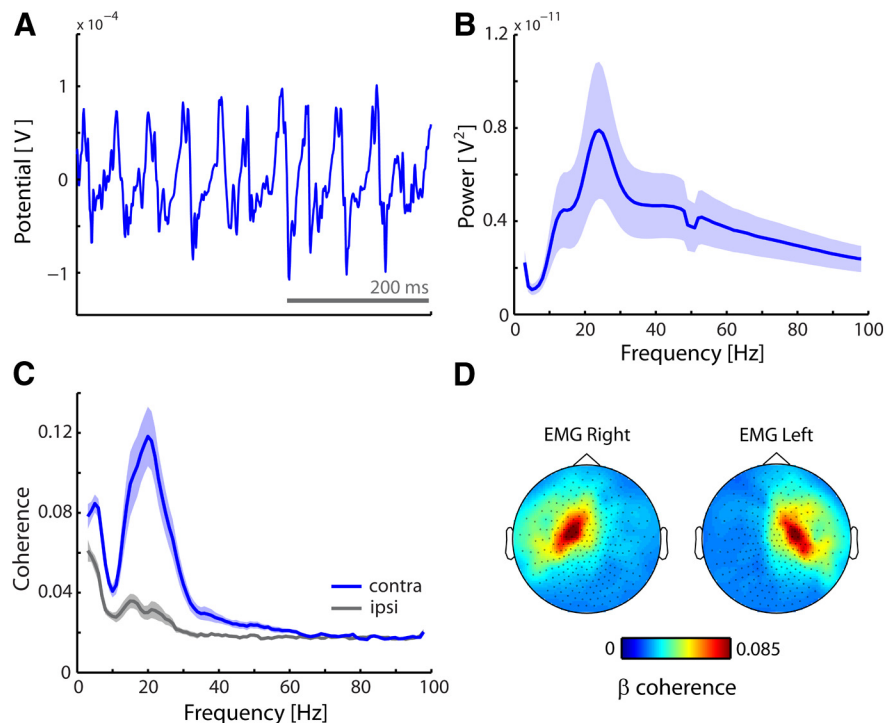 A
× 10⁻⁴
1
0
−1
Potential [ V ]
200 ms
B
× 10⁻¹¹
1.2
0.8
0.4
0
Power [ V² ]
0 20 40 60 80 100
Frequency [Hz]
C
0.12
0.08
0.04
0
Coherence
contra
ipsi
0 20 40 60 80 100
Frequency [Hz]
D
EMG Right
EMG Left
0 0.085
β coherence